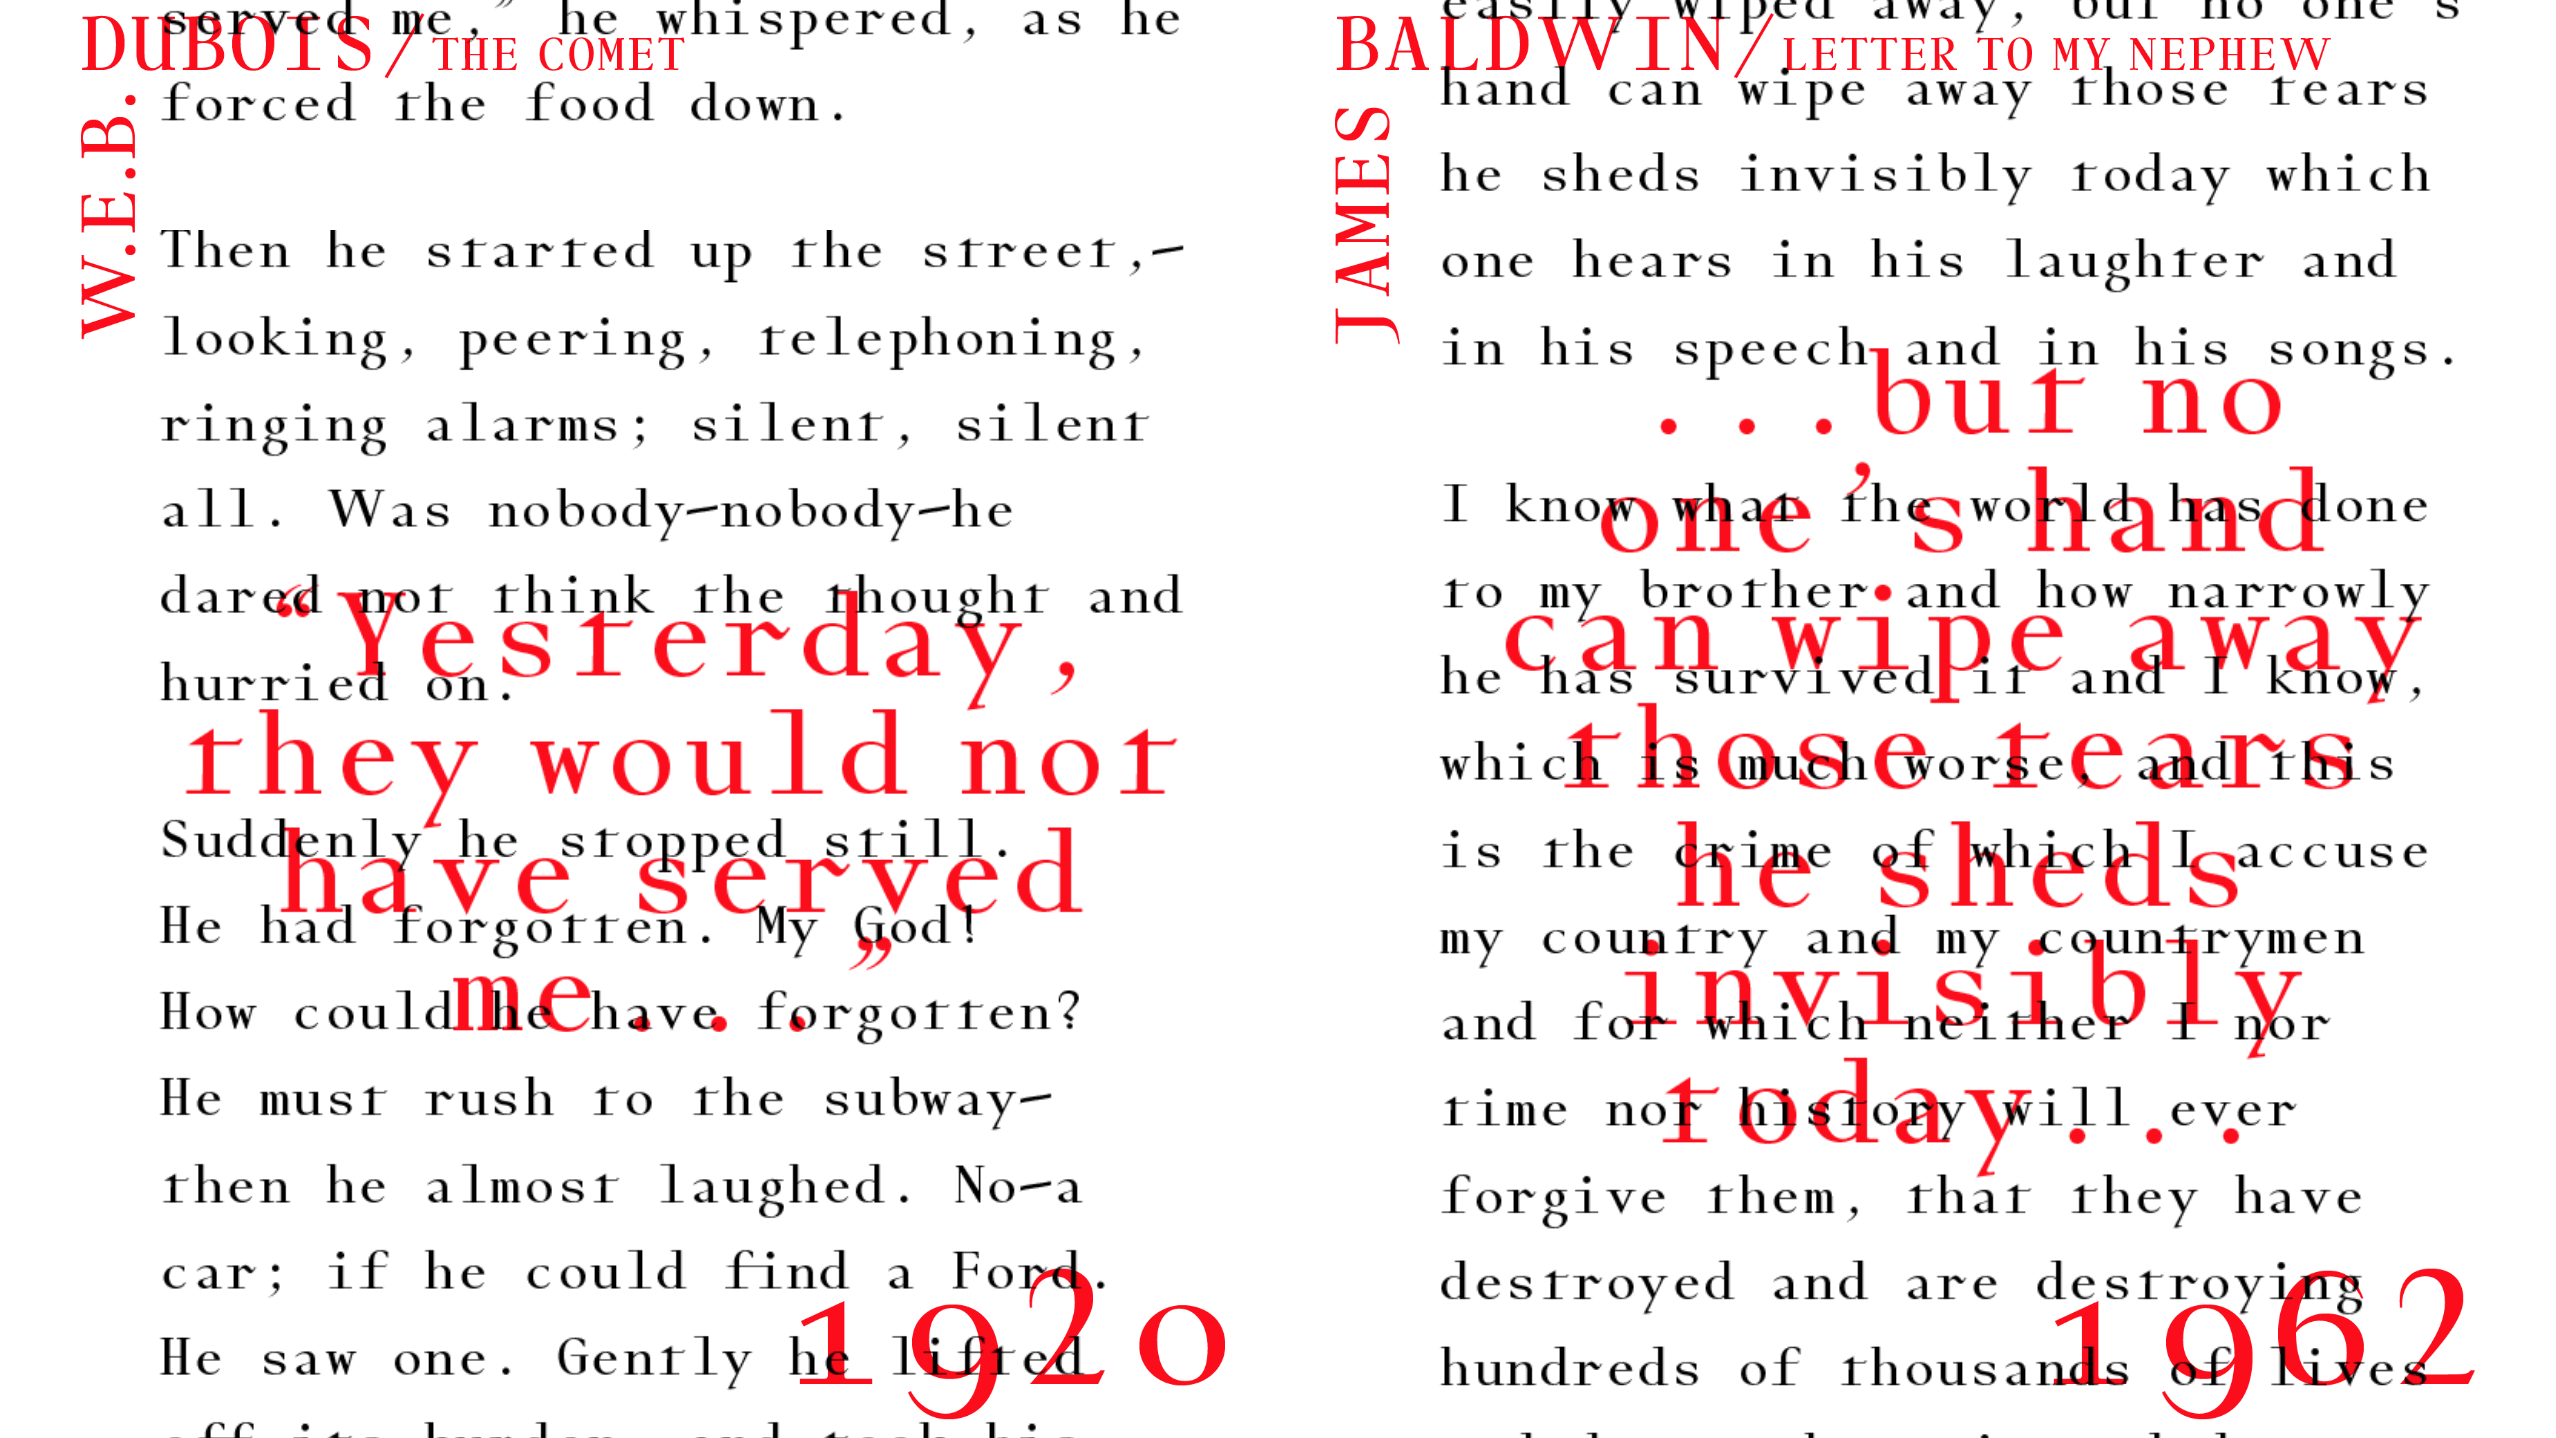 W.E.B.
DUBOIS/THE COMET
served me,” he whispered, as he
forced the food down.
Then he started up the street,—
looking, peering, telephoning,
ringing alarms; silent, silent
all. Was nobody—nobody—he
dared not think the thought and
hurried on.
Suddenly he stopped still.
He had forgotten. My God!
How could he have forgotten?
He must rush to the subway—
then he almost laughed. No—a
car; if he could find a Ford.
He saw one. Gently he lifted
off its burden, and took his
“Yesterday,
they would not
have served
me...”
1920
JAMES
BALDWIN/LETTER TO MY NEPHEW
easily wiped away, but no one's
hand can wipe away those tears
he sheds invisibly today which
one hears in his laughter and
in his speech and in his songs.
I know what the world has done
to my brother and how narrowly
he has survived it and I know,
which is much worse, and this
is the crime of which I accuse
my country and my countrymen
and for which neither I nor
time nor history will ever
forgive them, that they have
destroyed and are destroying
hundreds of thousands of lives
...but no
one’s hand
can wipe away
those tears
he sheds
invisibly
today...
1962